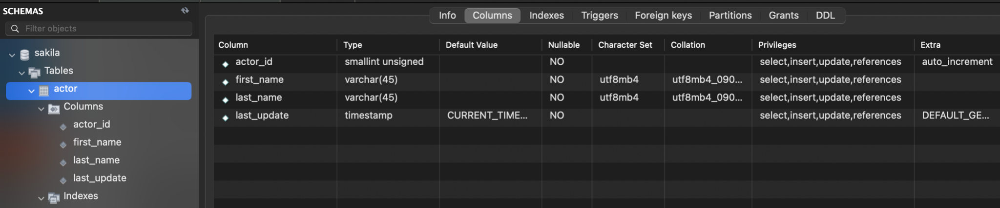 SCHEMAS
Filter objects
sakila
Tables
actor
Columns
actor_id
first_name
last_name
last_update
Indexes
Info Columns Indexes Triggers Foreign keys Partitions Grants DDL
Column Type Default Value Nullable Character Set Collation Privileges Extra
actor_id smallint unsigned NO select,insert,update,references auto_increment
first_name varchar(45) NO utf8mb4 utf8mb4_090... select,insert,update,references
last_name varchar(45) NO utf8mb4 utf8mb4_090... select,insert,update,references
last_update timestamp CURRENT_TIME... NO select,insert,update,references DEFAULT_GE...